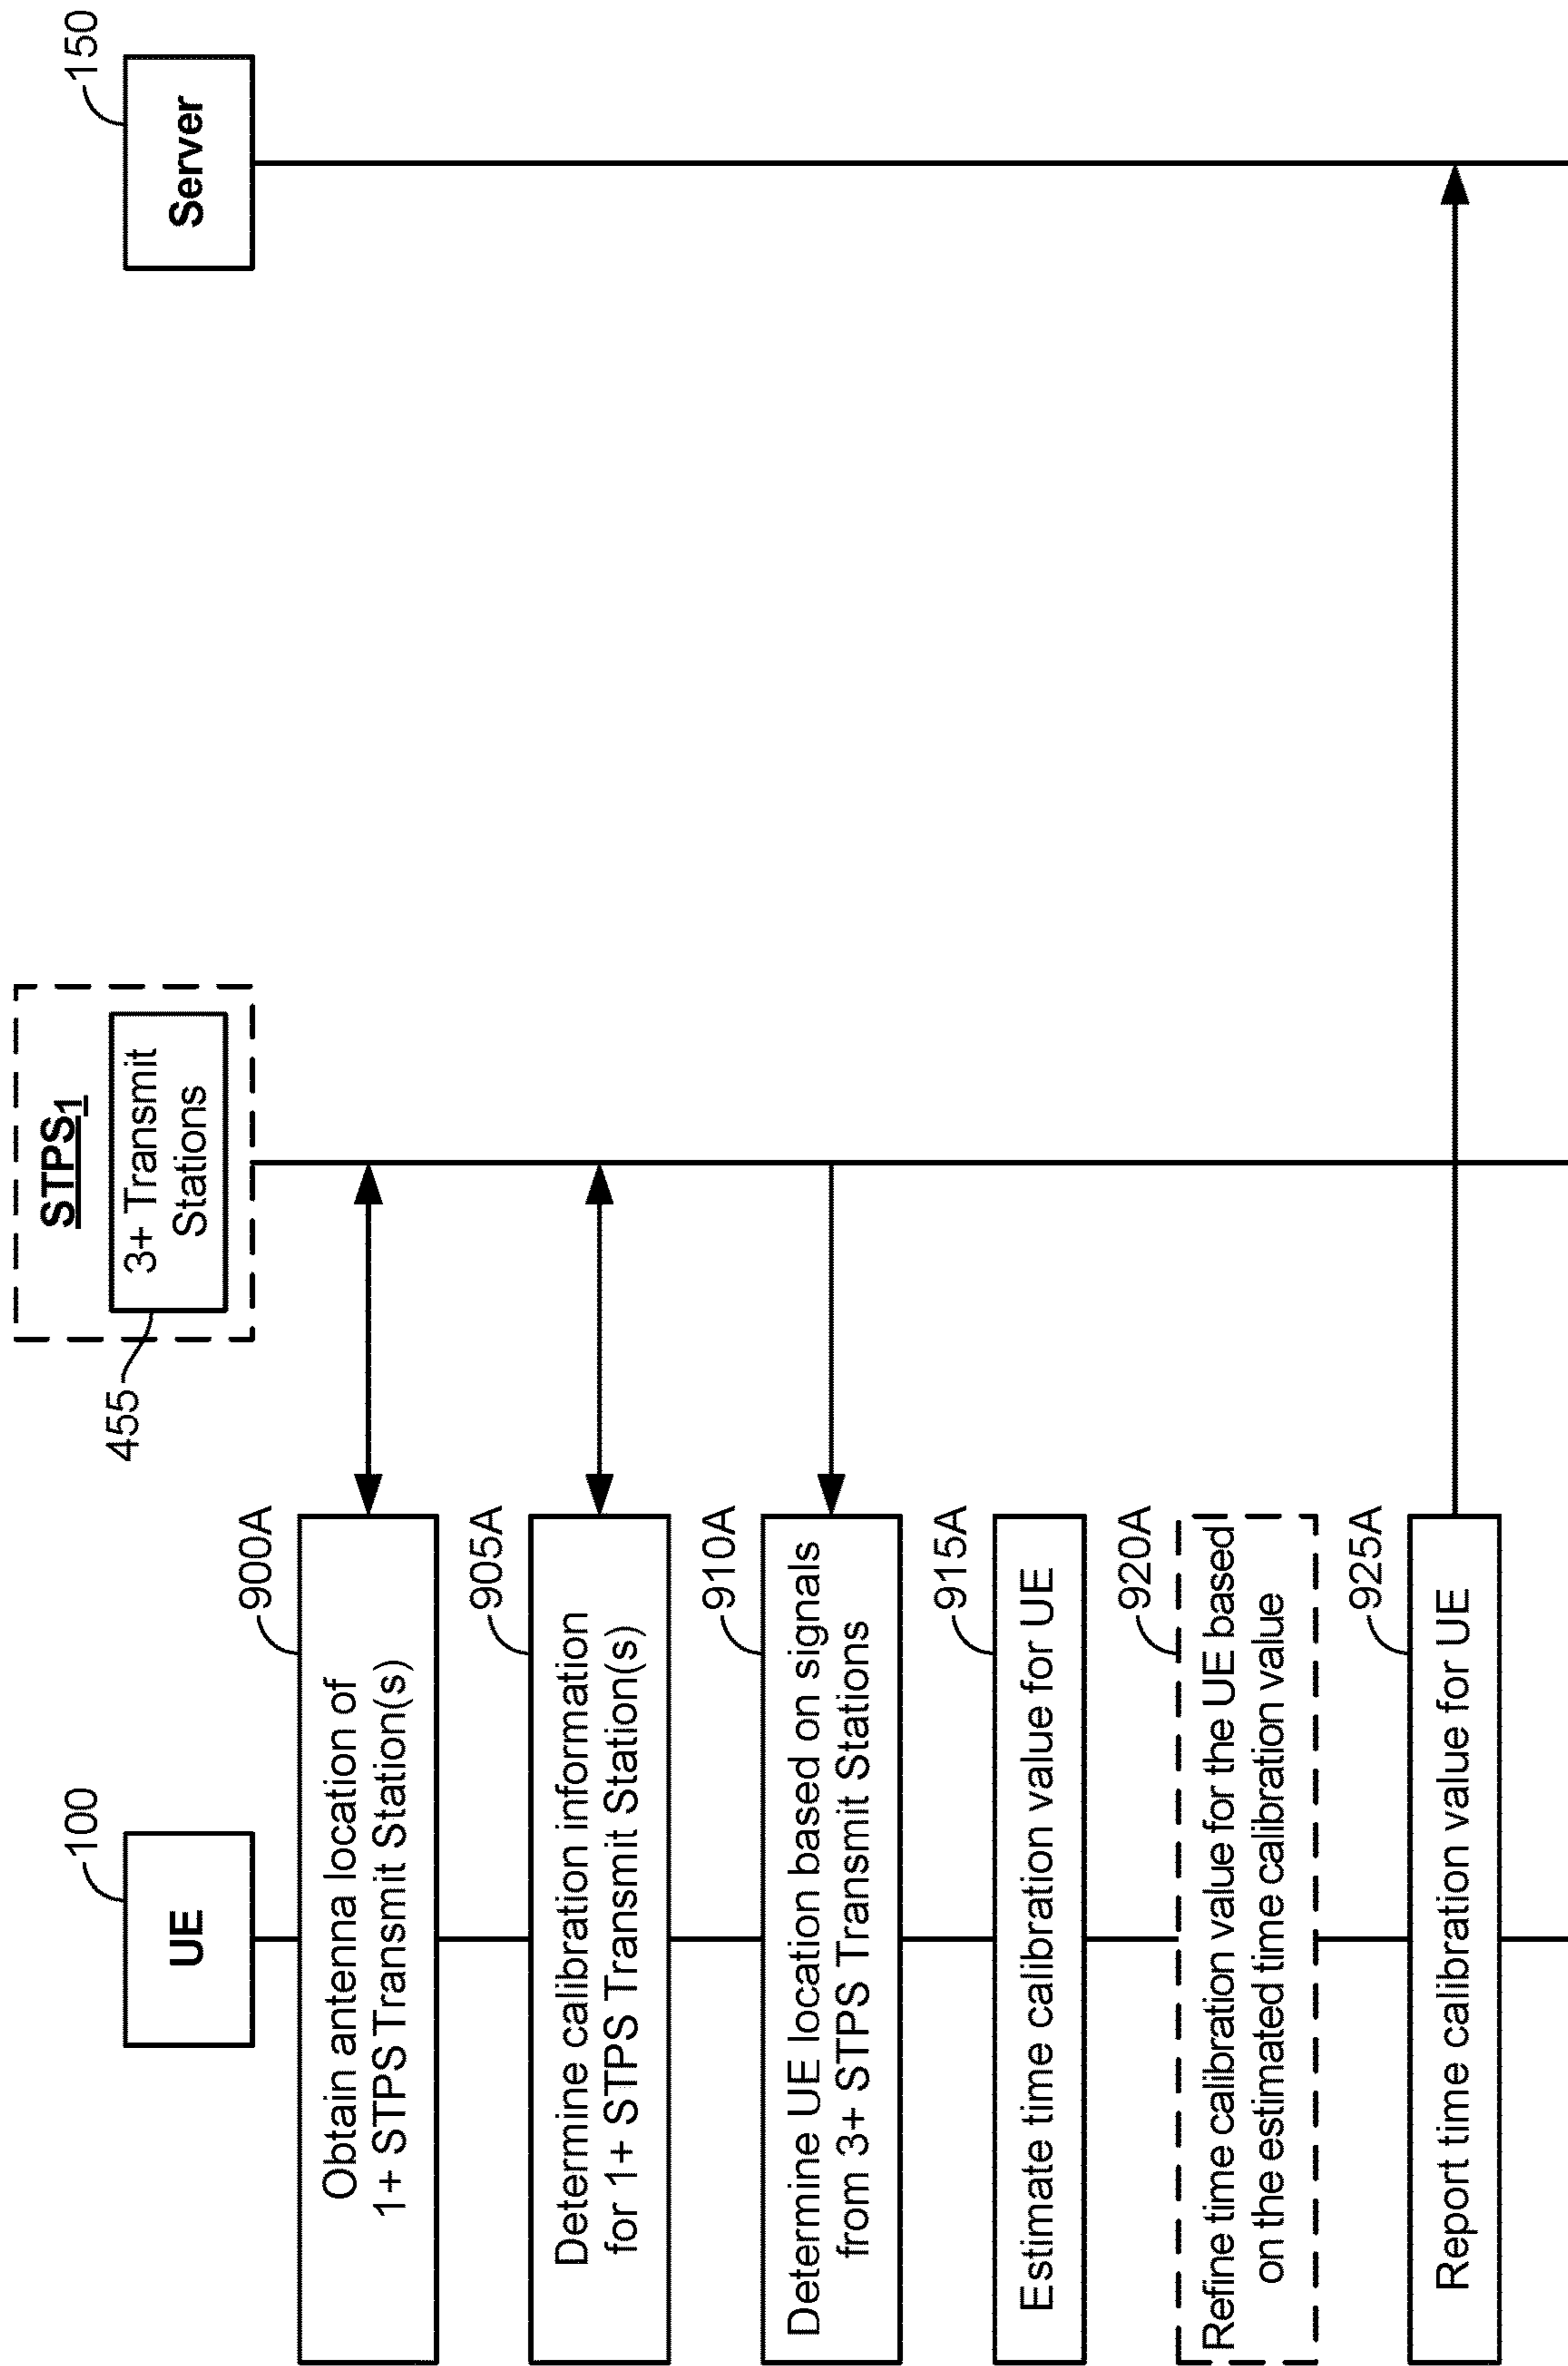 100
UE
STPS1
3+ Transmit
Stations
455
150
Server
900A
Obtain antenna location of
1+ STPS Transmit Station(s)
905A
Determine calibration information
for 1+ STPS Transmit Station(s)
910A
Determine UE location based on signals
from 3+ STPS Transmit Stations
915A
Estimate time calibration value for UE
920A
Refine time calibration value for the UE based
on the estimated time calibration value
925A
Report time calibration value for UE